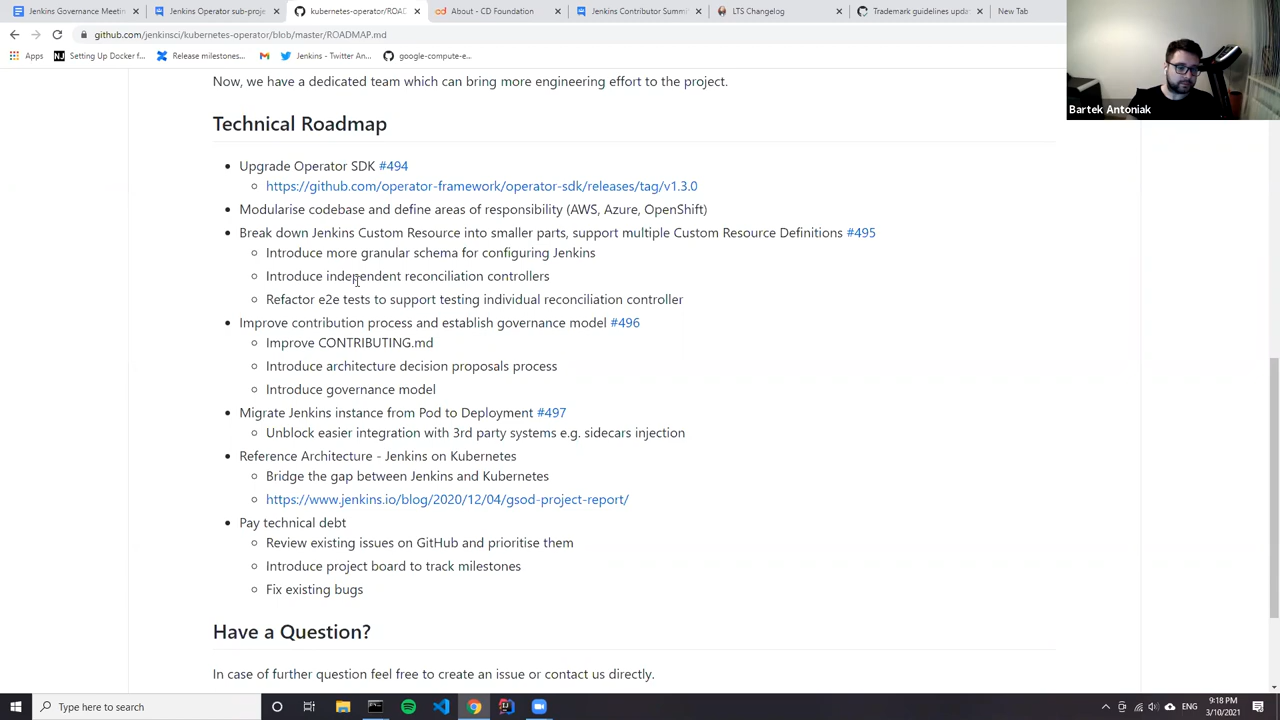 Jenkins Governance Meetin
Jenkins Operator sub-proje
kubernetes-operator/ROAD
About - CD Foundation
Jenkins Contributor Summi
LTS Changelog
Trademark guidelines upda
New Tab
github.com/jenkinsci/kubernetes-operator/blob/master/ROADMAP.md
Apps
Setting Up Docker f...
Release milestones...
Jenkins - Twitter An...
google-compute-e...
Bartek Antoniak
Now, we have a dedicated team which can bring more engineering effort to the project.
Technical Roadmap
Upgrade Operator SDK #494
https://github.com/operator-framework/operator-sdk/releases/tag/v1.3.0
Modularise codebase and define areas of responsibility (AWS, Azure, OpenShift)
Break down Jenkins Custom Resource into smaller parts, support multiple Custom Resource Definitions #495
Introduce more granular schema for configuring Jenkins
Introduce independent reconciliation controllers
Refactor e2e tests to support testing individual reconciliation controller
Improve contribution process and establish governance model #496
Improve CONTRIBUTING.md
Introduce architecture decision proposals process
Introduce governance model
Migrate Jenkins instance from Pod to Deployment #497
Unblock easier integration with 3rd party systems e.g. sidecars injection
Reference Architecture - Jenkins on Kubernetes
Bridge the gap between Jenkins and Kubernetes
https://www.jenkins.io/blog/2020/12/04/gsod-project-report/
Pay technical debt
Review existing issues on GitHub and prioritise them
Introduce project board to track milestones
Fix existing bugs
Have a Question?
In case of further question feel free to create an issue or contact us directly.
Type here to search
ENG
9:18 PM
3/10/2021